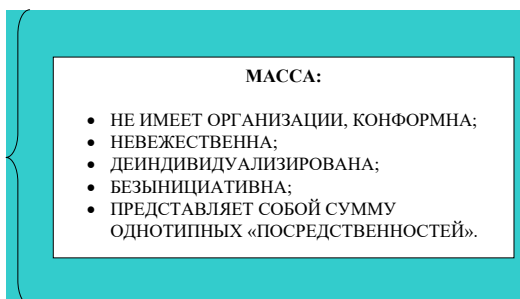 МАССА:
• НЕ ИМЕЕТ ОРГАНИЗАЦИИ, КОНФОРМНА;
• НЕВЕЖЕСТВЕННА;
• ДЕИНДИВИДУАЛИЗИРОВАНА;
• БЕЗЫНИЦИАТИВНА;
• ПРЕДСТАВЛЯЕТ СОБОЙ СУММУ
ОДНОТИПНЫХ «ПОСРЕДСТВЕННОСТЕЙ».